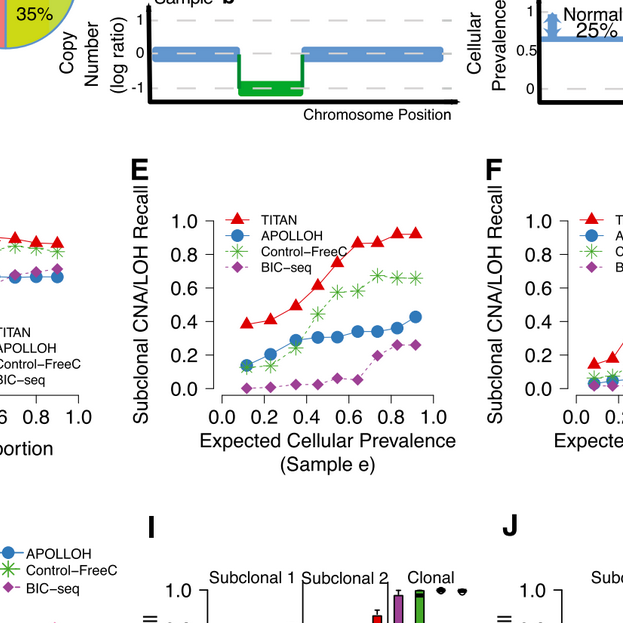 35%
Sample b
Copy
Number
(log ratio)
1
0
-1
Chromosome Position
Cellular
Prevalence
1
0.5
0
Normal
25%
E
Subclonal CNA/LOH Recall
1.0
0.8
0.6
0.4
0.2
0.0
TITAN
APOLLOH
Control−FreeC
BIC−seq
0.0 0.2 0.4 0.6 0.8 1.0
Expected Cellular Prevalence
(Sample e)
F
Subclonal CNA/LOH Recall
1.0
0.8
0.6
0.4
0.2
0.0
0.0
TITAN
APOLLOH
Control−FreeC
BIC−seq
0.8 1.0
APOLLOH
Control−FreeC
BIC−seq
I
Subclonal 1 Subclonal 2 Clonal
1.0
J
1.0